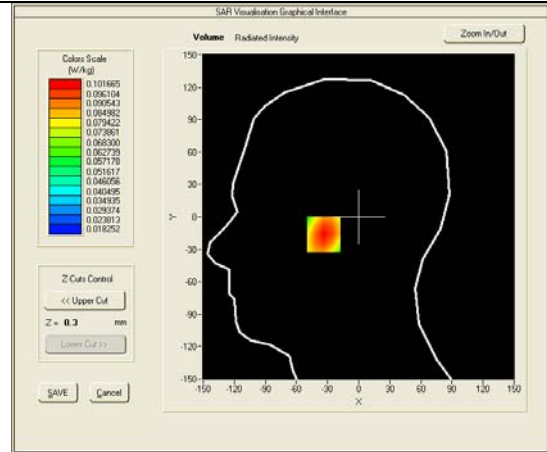 SAR Visualisation Graphical Interface
Volume Radiated Intensity
Zoom In/Out
Colors Scale
(W/kg)
0.101665
0.096104
0.090543
0.084982
0.079422
0.073861
0.068300
0.062739
0.057178
0.051617
0.046056
0.040495
0.034935
0.029374
0.023813
0.018252
Z Cuts Control
<< Upper Cut
Z = 0.3 mm
Lower Cut >>
SAVE Cancel
150
120
90
60
30
0
-30
-60
-90
-120
-150
Y
-150 -120 -90 -60 -30 0 30 60 90 120 150
X